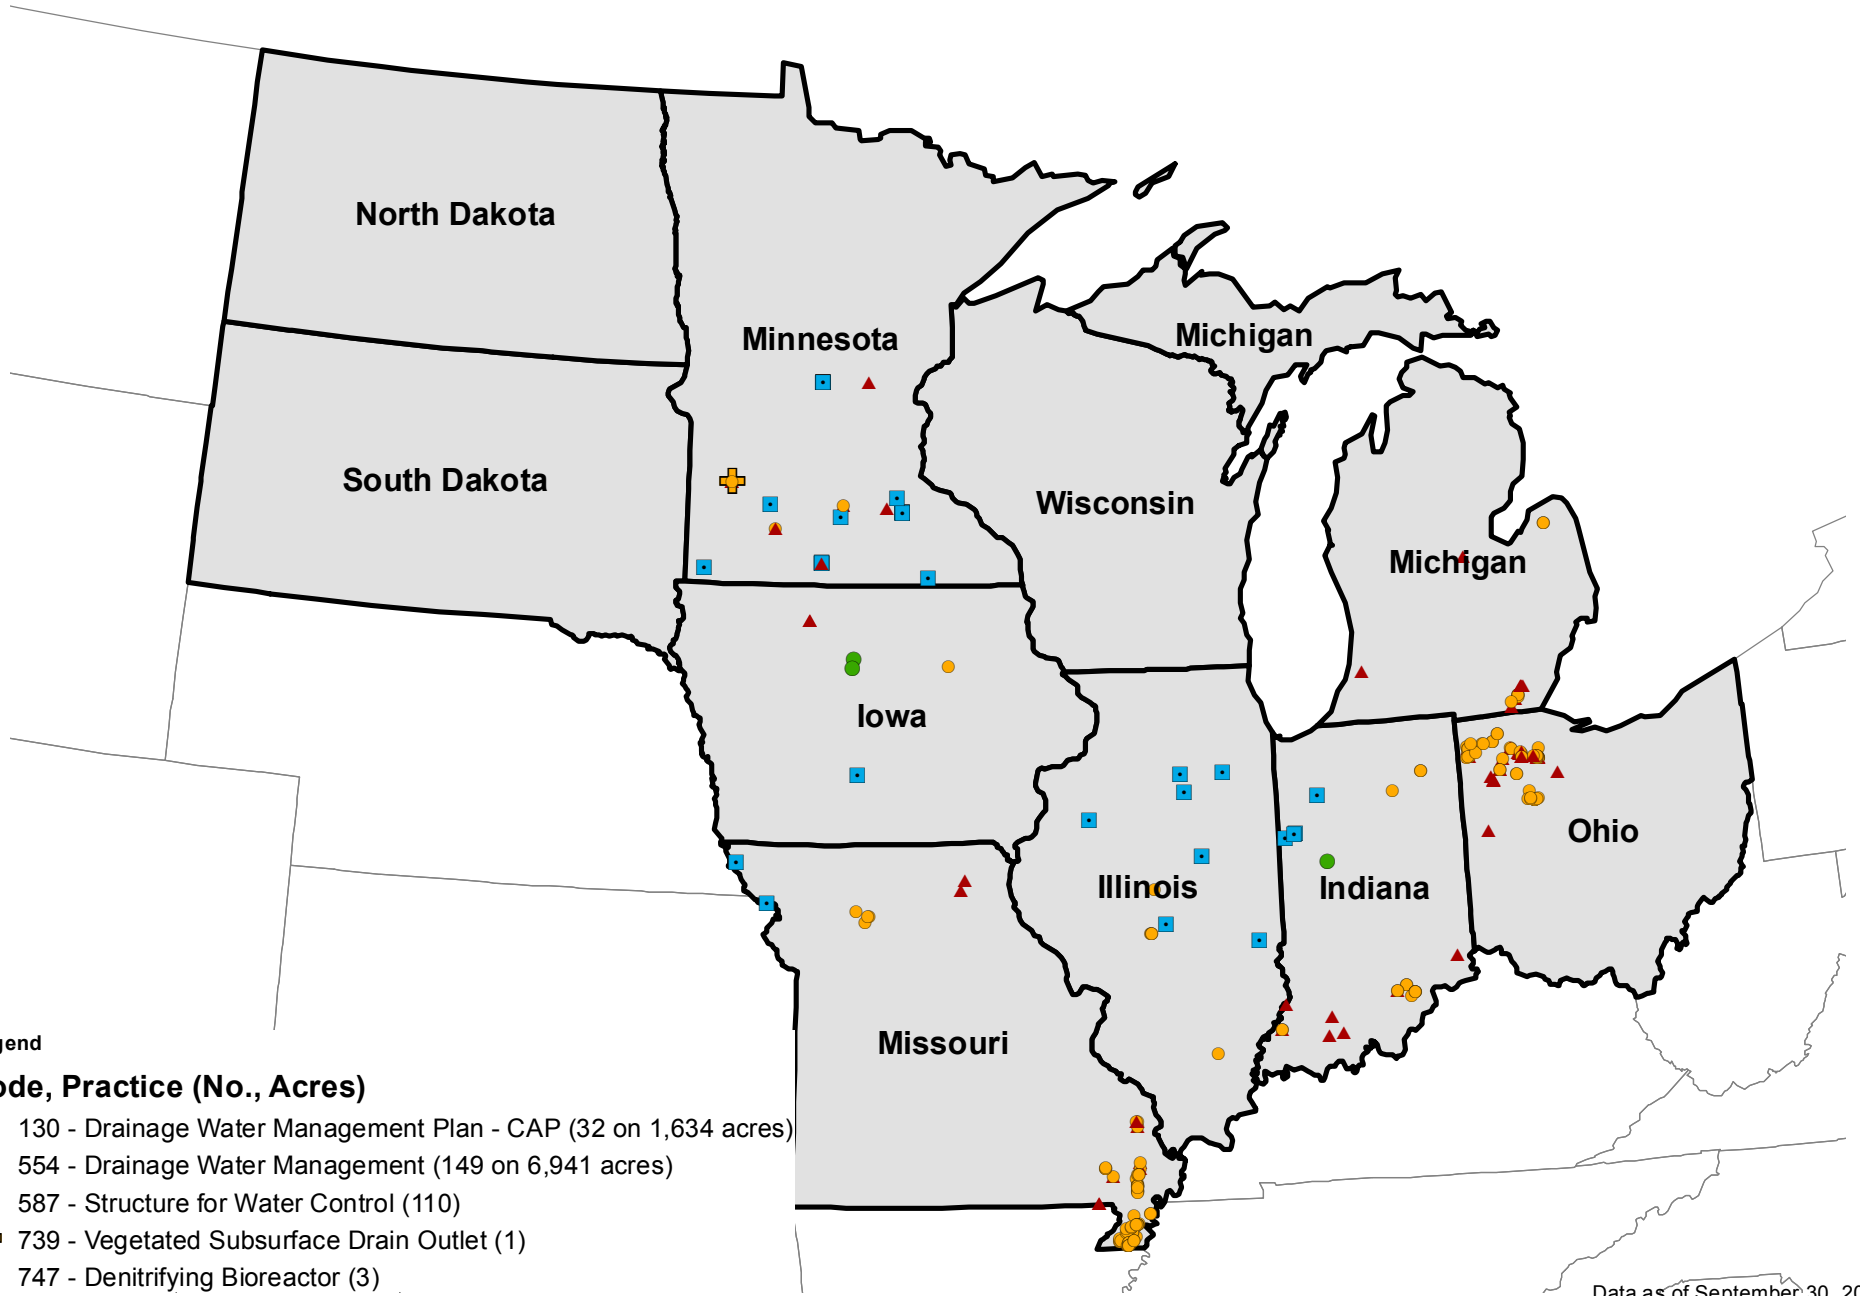 North Dakota
Minnesota
Michigan
South Dakota
Wisconsin
Michigan
Iowa
Ohio
Illinois
Indiana
Missouri
gend
ode, Practice (No., Acres)
130 - Drainage Water Management Plan - CAP (32 on 1,634 acres)
554 - Drainage Water Management (149 on 6,941 acres)
587 - Structure for Water Control (110)
739 - Vegetated Subsurface Drain Outlet (1)
747 - Denitrifying Bioreactor (3)
Data as of September 30, 20